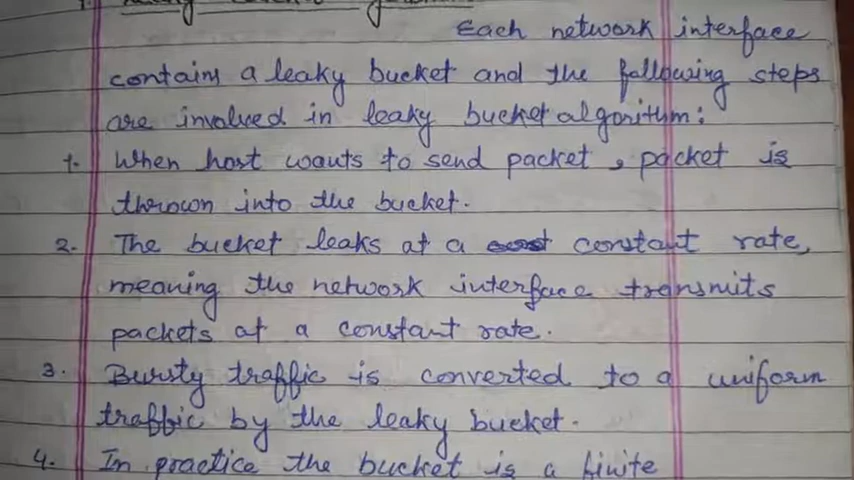 Each network interface
contains a leaky bucket and the following steps
are involved in leaky bucket algorithm:
1. When host wants to send packet, packet is
thrown into the bucket.
2. The bucket leaks at a constant rate,
meaning the network interface transmits
packets at a constant rate.
3. Bursty traffic is converted to a uniform
traffic by the leaky bucket.
4. In practice the bucket is a finite